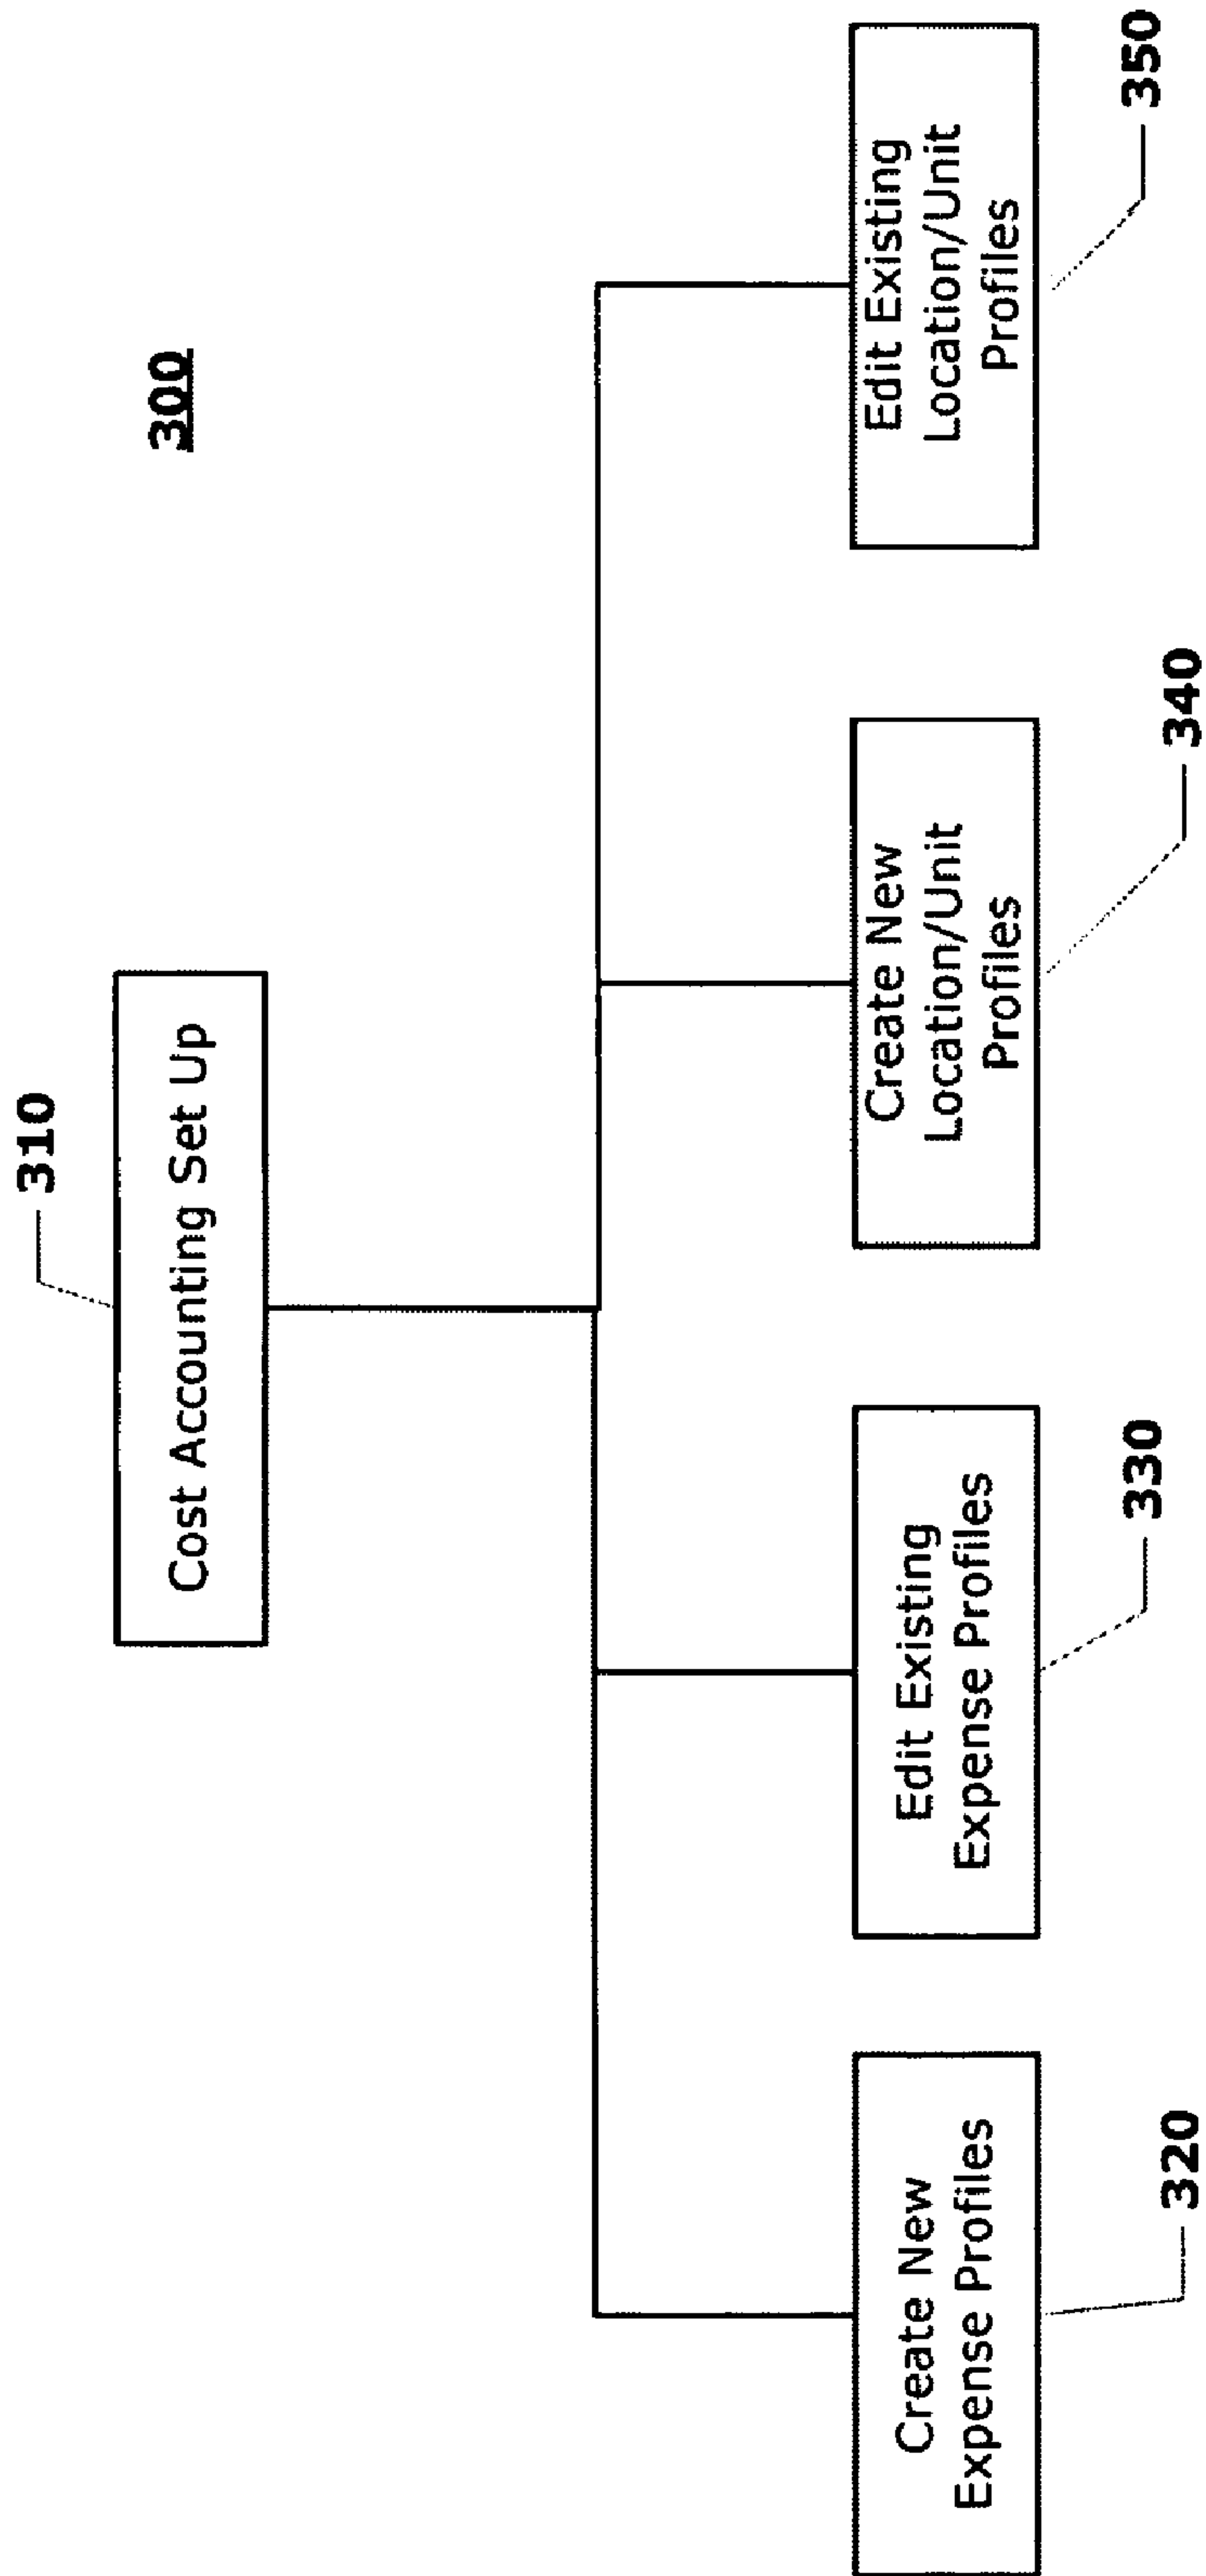 300
310
Cost Accounting Set Up
Create New
Expense Profiles
320
Edit Existing
Expense Profiles
330
Create New
Location/Unit
Profiles
340
Edit Existing
Location/Unit
Profiles
350